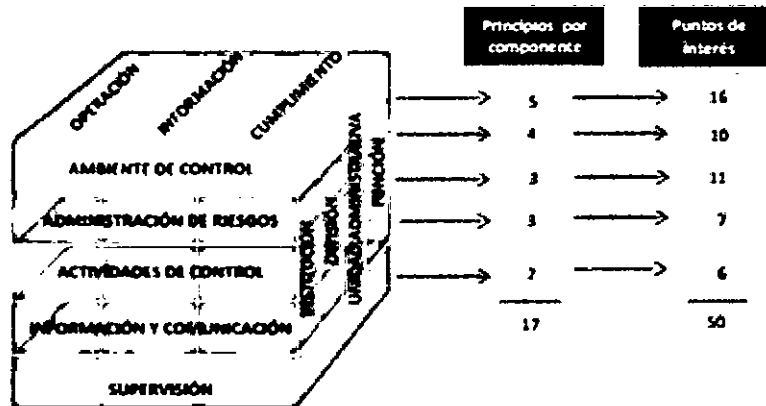 Principios por
componente
Puntos de
interés
OPERACIÓN
INFORMACIÓN
CUMPLIMIENTO
5
16
AMBIENTE DE CONTROL
4
10
3
11
ADMINISTRACIÓN DE RIESGOS
3
7
ACTIVIDADES DE CONTROL
2
6
INFORMACIÓN Y COMUNICACIÓN
17
50
SUPERVISIÓN
INSTITUCIÓN
DIVISIÓN
UNIDAD ADMINISTRATIVA
FUNCIÓN